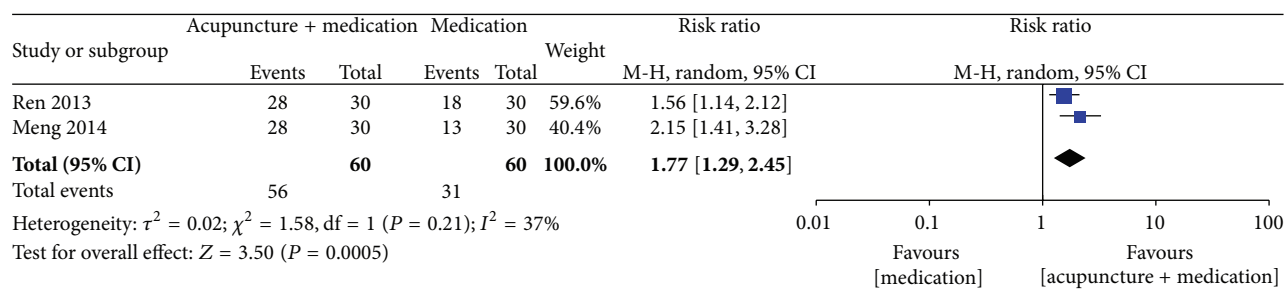 Acupuncture + medication Medication Risk ratio Risk ratio
Study or subgroup Weight
Events Total Events Total M-H, random, 95% CI M-H, random, 95% CI
Ren 2013 28 30 18 30 59.6% 1.56 [1.14, 2.12]
Meng 2014 28 30 13 30 40.4% 2.15 [1.41, 3.28]
Total (95% CI) 60 60 100.0% 1.77 [1.29, 2.45]
Total events 56 31
Heterogeneity: τ² = 0.02; χ² = 1.58, df = 1 (P = 0.21); I² = 37%
0.01 0.1 1 10 100
Test for overall effect: Z = 3.50 (P = 0.0005)
Favours Favours
[medication] [acupuncture + medication]